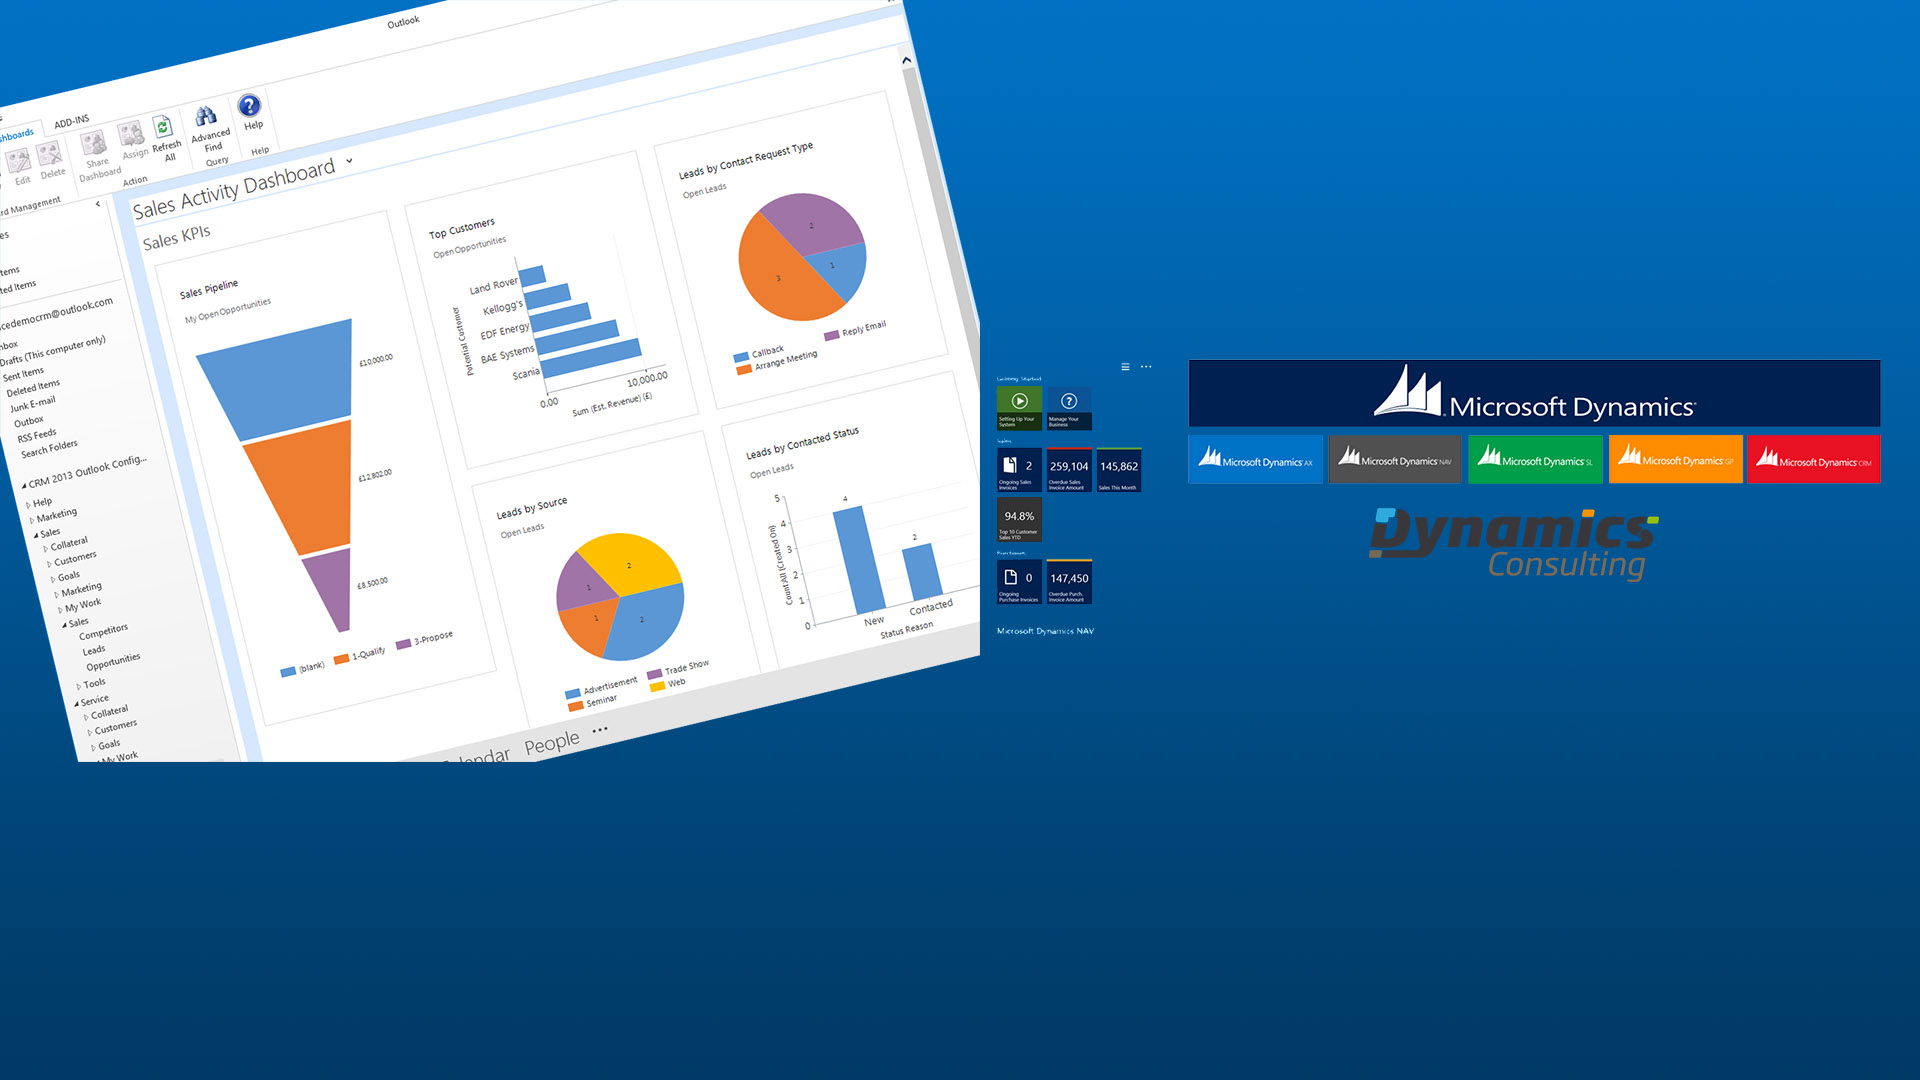 Outlook
shboards
ADD-INS
Edit
Delete
Share
Dashboard
Assign
Refresh
All
Advanced
Find
Help
Action
Query
Help
rd Management
Sales Activity Dashboard
Sales KPIs
es
tems
ted Items
cedemocrm@outlook.com
nbox
Drafts (This computer only)
Sent Items
Deleted Items
Junk E-mail
Outbox
RSS Feeds
Search Folders
CRM 2013 Outlook Config...
Help
Marketing
Sales
Collateral
Customers
Goals
Marketing
My Work
Sales
Competitors
Leads
Opportunities
Tools
Service
Collateral
Customers
Goals
My Work
Sales Pipeline
My Open Opportunities
£10,000.00
£12,802.00
£8,500.00
(blank)
1-Qualify
3-Propose
Top Customers
Open Opportunities
Potential Customer
Land Rover
Kellogg's
EDF Energy
BAE Systems
Scania
0.00
10,000.00
Sum (Est. Revenue) (£)
Leads by Contact Request Type
Open Leads
2
1
3
Callback
Reply Email
Arrange Meeting
Leads by Source
Open Leads
2
1
1
2
Advertisement
Trade Show
Seminar
Web
Leads by Contacted Status
Open Leads
Count:All (Created On)
5
4
3
2
1
0
4
2
New
Contacted
Status Reason
lendar
People
Getting Started
Setting Up Your
System
Manage Your
Business
Sales
2
Ongoing Sales
Invoices
259,104
Overdue Sales
Invoice Amount
145,862
Sales This Month
94.8%
Top 10 Customer
Sales YTD
Purchases
0
Ongoing
Purchase Invoices
147,450
Overdue Purch.
Invoice Amount
Microsoft Dynamics NAV
Microsoft Dynamics
Microsoft Dynamics AX
Microsoft Dynamics NAV
Microsoft Dynamics SL
Microsoft Dynamics GP
Microsoft Dynamics CRM
Dynamics
Consulting